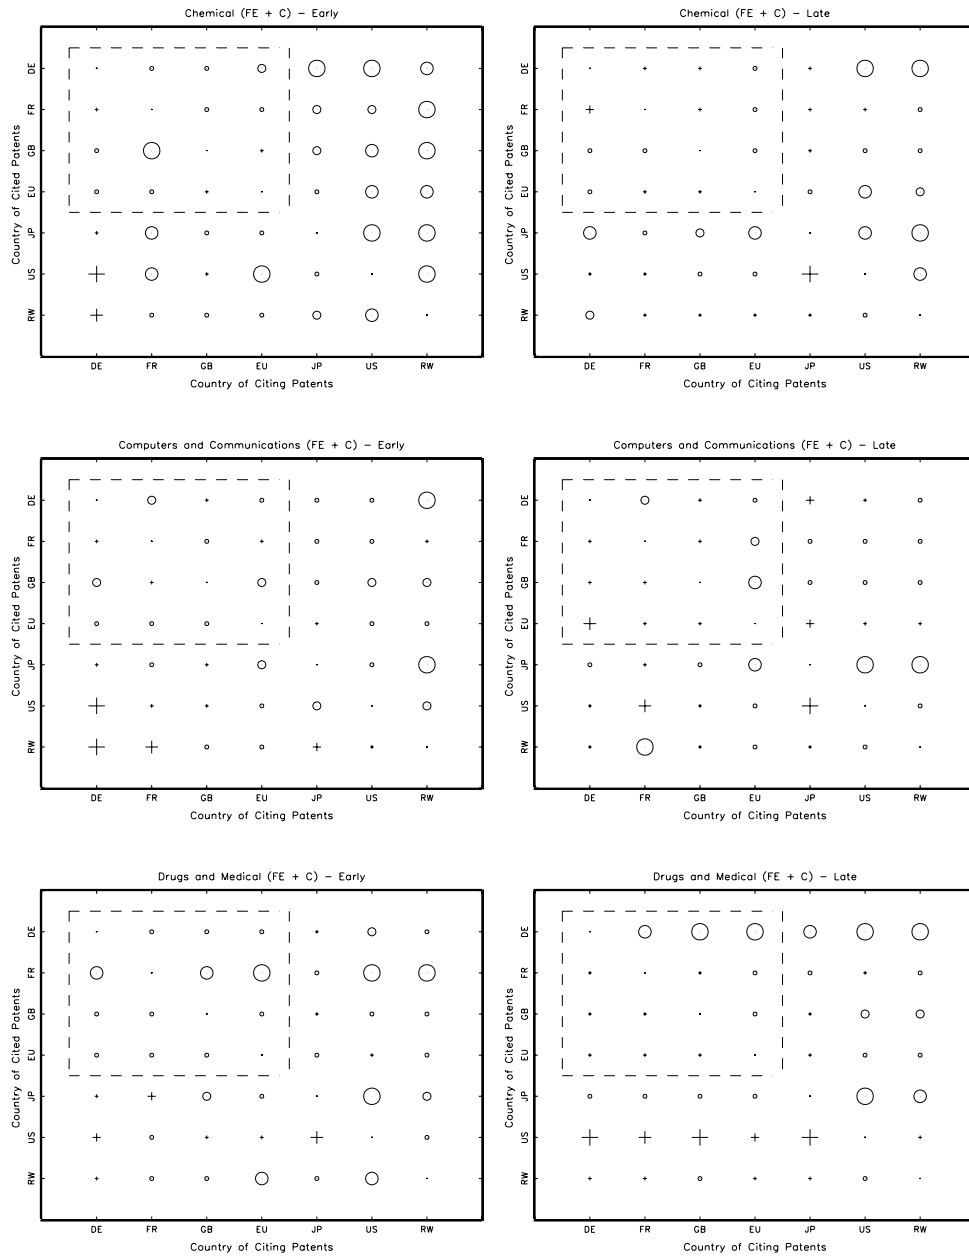 Chemical (FE + C) – Early
Country of Cited Patents
DE
FR
GB
EU
JP
US
RW
DE FR GB EU JP US RW
Country of Citing Patents
Chemical (FE + C) – Late
Country of Cited Patents
DE
FR
GB
EU
JP
US
RW
DE FR GB EU JP US RW
Country of Citing Patents
Computers and Communications (FE + C) – Early
Country of Cited Patents
DE
FR
GB
EU
JP
US
RW
DE FR GB EU JP US RW
Country of Citing Patents
Computers and Communications (FE + C) – Late
Country of Cited Patents
DE
FR
GB
EU
JP
US
RW
DE FR GB EU JP US RW
Country of Citing Patents
Drugs and Medical (FE + C) – Early
Country of Cited Patents
DE
FR
GB
EU
JP
US
RW
DE FR GB EU JP US RW
Country of Citing Patents
Drugs and Medical (FE + C) – Late
Country of Cited Patents
DE
FR
GB
EU
JP
US
RW
DE FR GB EU JP US RW
Country of Citing Patents